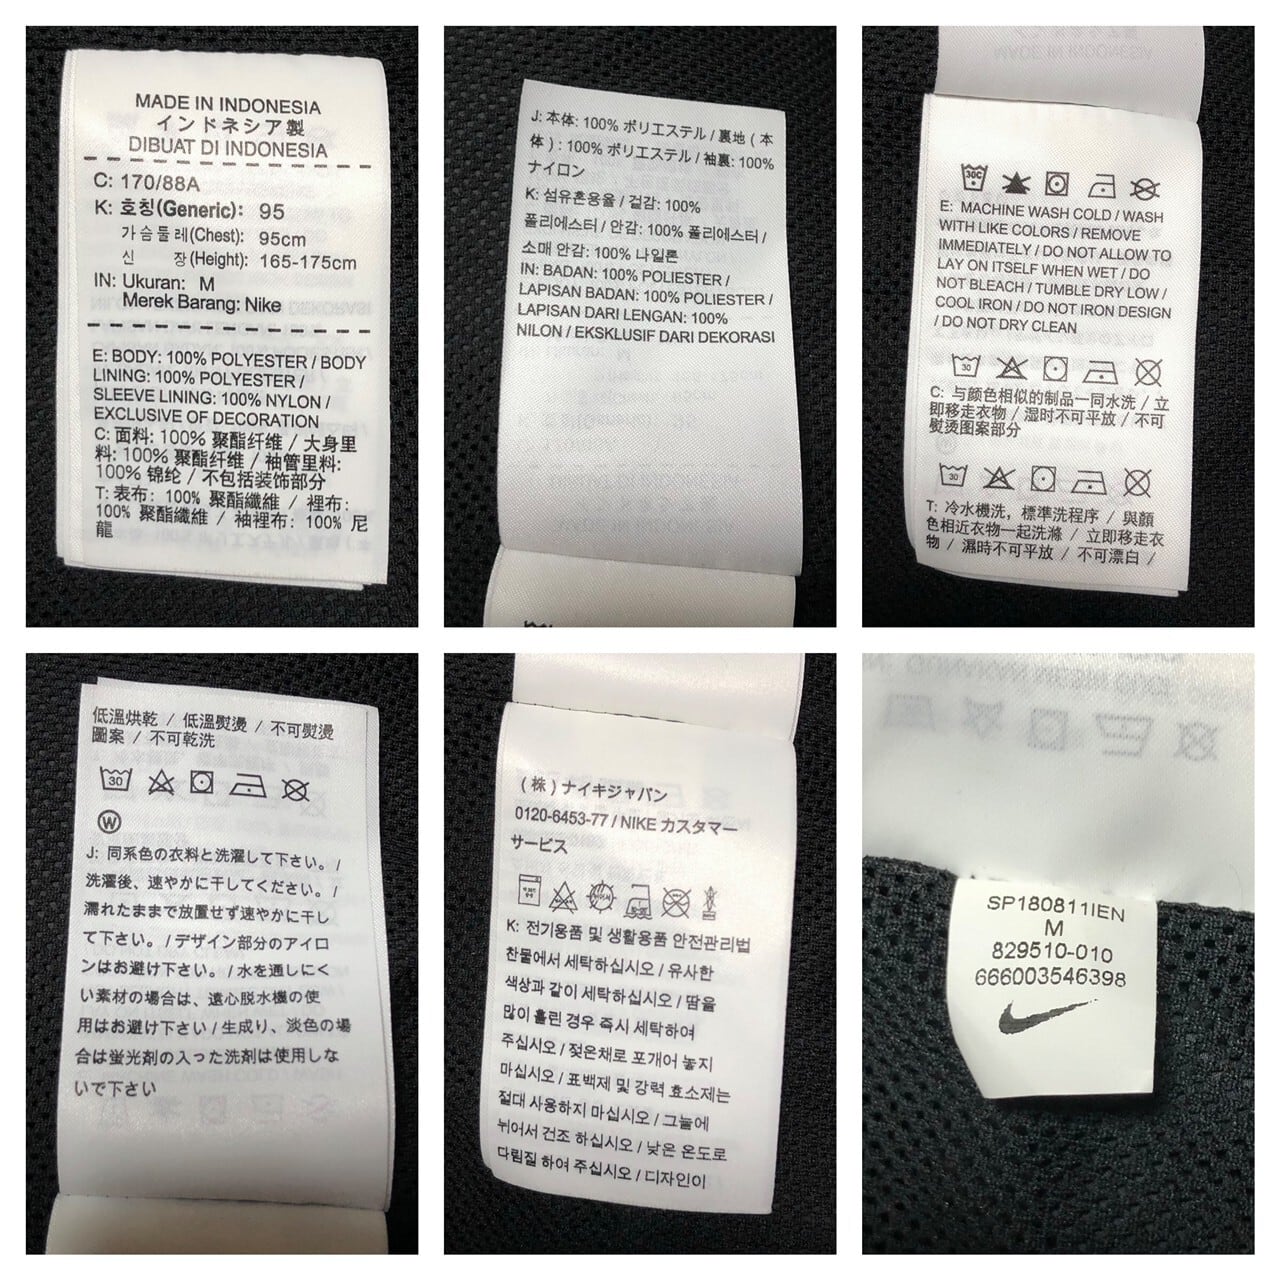 MADE IN INDONESIA
インドネシア製
DIBUAT DI INDONESIA
C: 170/88A
K: 호칭(Generic): 95
가슴둘레(Chest): 95cm
신 장(Height): 165-175cm
IN: Ukuran: M
Merek Barang: Nike
E: BODY: 100% POLYESTER / BODY
LINING: 100% POLYESTER /
SLEEVE LINING: 100% NYLON /
EXCLUSIVE OF DECORATION
C: 面料: 100% 聚酯纤维 / 大身里
料: 100% 聚酯纤维 / 袖管里料:
100% 锦纶 / 不包括装饰部分
T: 表布: 100% 聚酯纖維 / 裡布:
100% 聚酯纖維 / 袖裡布: 100% 尼
龍
J: 本体: 100% ポリエステル / 裏地 ( 本
体 ) : 100% ポリエステル / 袖裏: 100%
ナイロン
K: 섬유혼용율 / 겉감: 100%
폴리에스터 / 안감: 100% 폴리에스터 /
소매 안감: 100% 나일론
IN: BADAN: 100% POLIESTER /
LAPISAN BADAN: 100% POLIESTER /
LAPISAN DARI LENGAN: 100%
NILON / EKSKLUSIF DARI DEKORASI
30C
E: MACHINE WASH COLD / WASH
WITH LIKE COLORS / REMOVE
IMMEDIATELY / DO NOT ALLOW TO
LAY ON ITSELF WHEN WET / DO
NOT BLEACH / TUMBLE DRY LOW /
COOL IRON / DO NOT IRON DESIGN
/ DO NOT DRY CLEAN
30
C: 与颜色相似的制品一同水洗 / 立
即移走衣物 / 湿时不可平放 / 不可
熨烫图案部分
30
T: 冷水機洗，標準洗程序 / 與顏
色相近衣物一起洗滌 / 立即移走衣
物 / 濕時不可平放 / 不可漂白 /
低溫烘乾 / 低溫熨燙 / 不可熨燙
圖案 / 不可乾洗
30
W
J: 同系色の衣料と洗濯して下さい。/
洗濯後、速やかに干してください。/
濡れたままで放置せず速やかに干し
て下さい。/ デザイン部分のアイロ
ンはお避け下さい。/ 水を通しにく
い素材の場合は、遠心脱水機の使
用はお避け下さい / 生成り、淡色の場
合は蛍光剤の入った洗剤は使用しな
いで下さい
( 株 ) ナイキジャパン
0120-6453-77 / NIKE カスタマー
サービス
K: 전기용품 및 생활용품 안전관리법
찬물에서 세탁하십시오 / 유사한
색상과 같이 세탁하십시오 / 땀을
많이 흘린 경우 즉시 세탁하여
주십시오 / 젖은채로 포개어 놓지
마십시오 / 표백제 및 강력 효소제는
절대 사용하지 마십시오 / 그늘에
뉘어서 건조 하십시오 / 낮은 온도로
다림질 하여 주십시오 / 디자인이
SP180811IEN
M
829510-010
666003546398